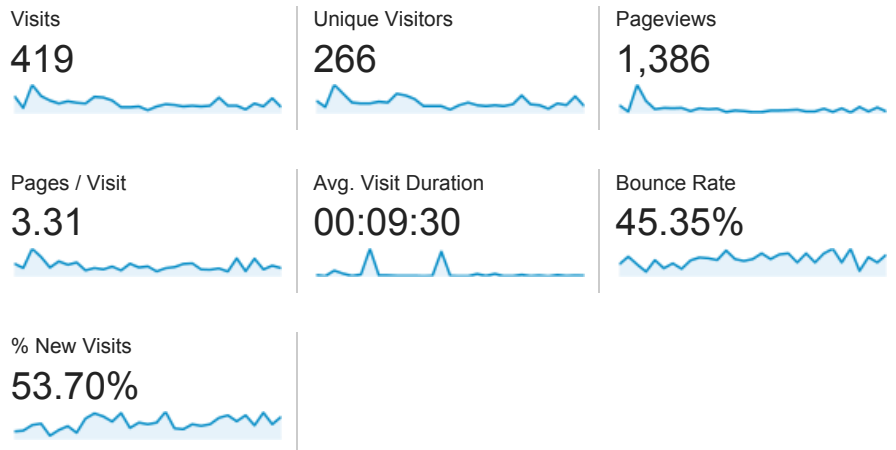 Visits
419
Unique Visitors
266
Pageviews
1,386
Pages / Visit
3.31
Avg. Visit Duration
00:09:30
Bounce Rate
45.35%
% New Visits
53.70%